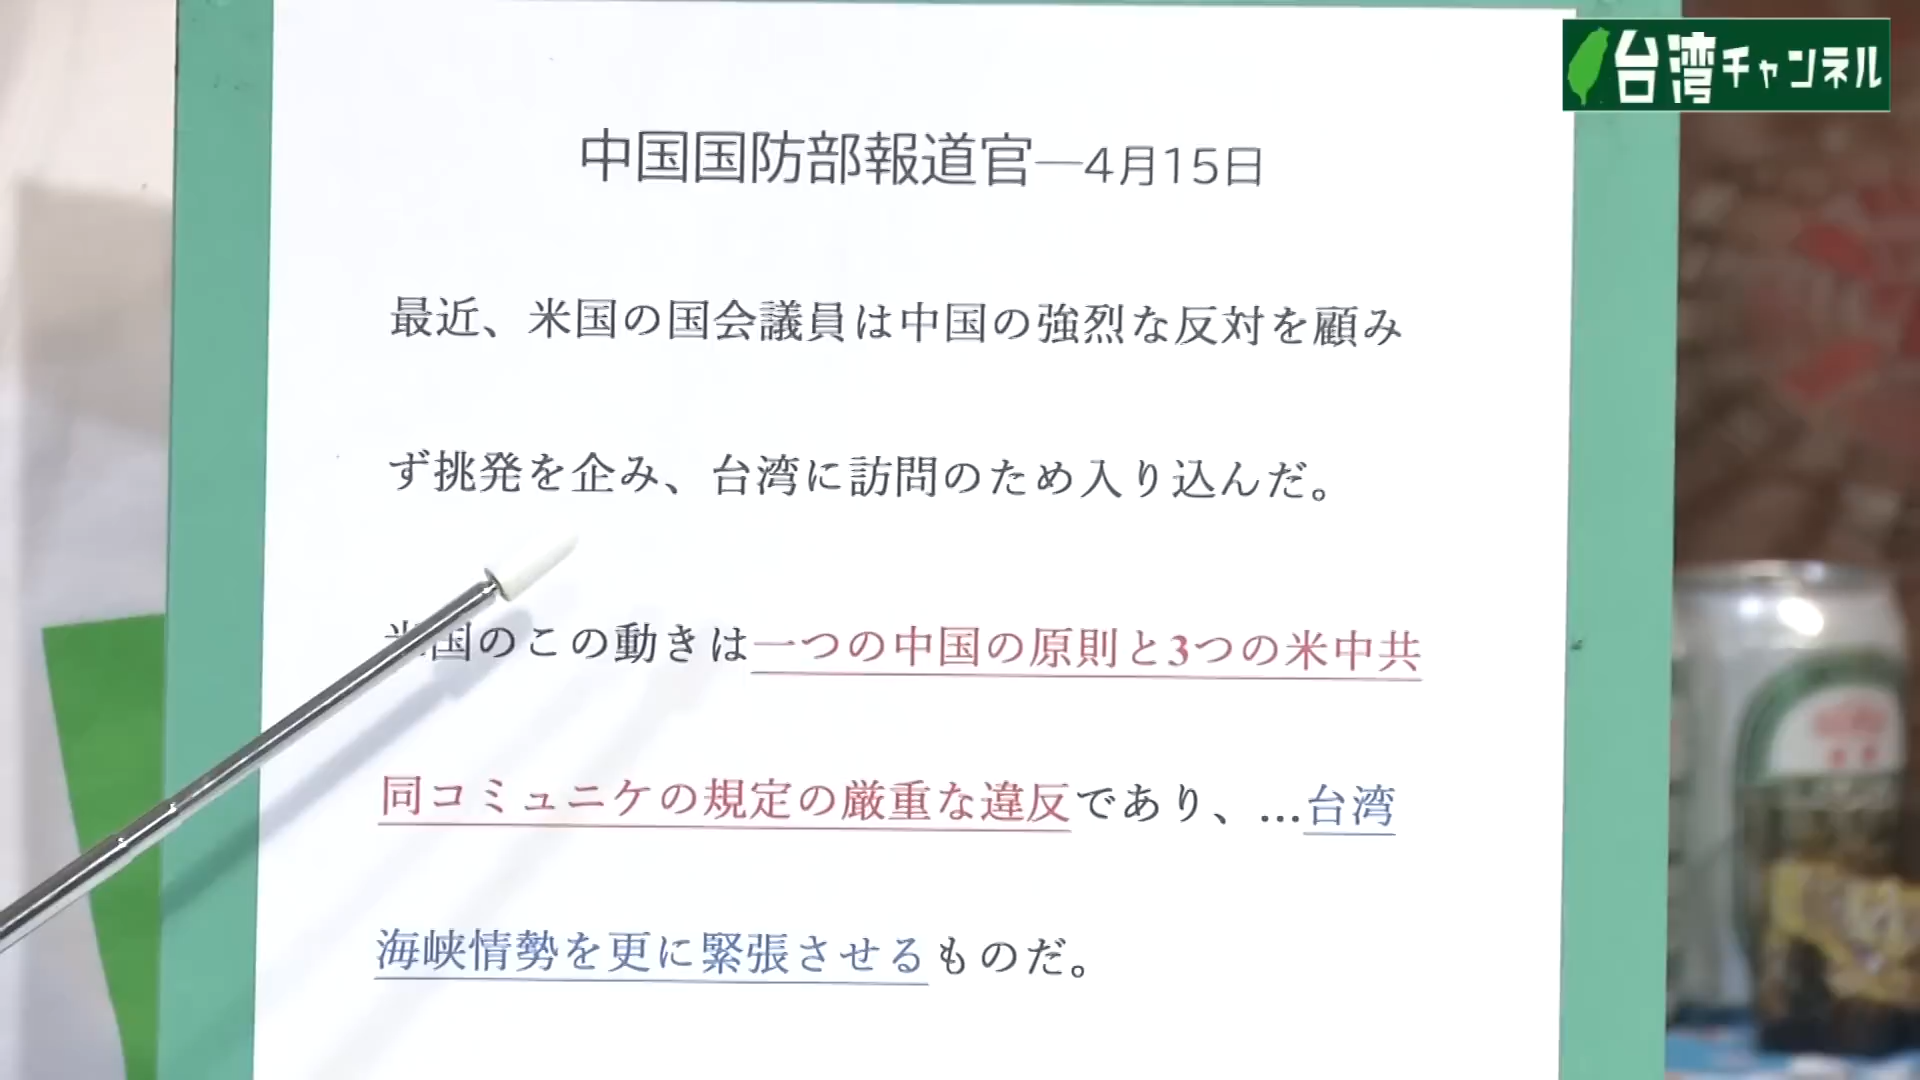 台湾チャンネル
中国国防部報道官―4月15日
最近、米国の国会議員は中国の強烈な反対を顧み
ず挑発を企み、台湾に訪問のため入り込んだ。
米国のこの動きは一つの中国の原則と3つの米中共
同コミュニケの規定の厳重な違反であり、…台湾
海峡情勢を更に緊張させるものだ。